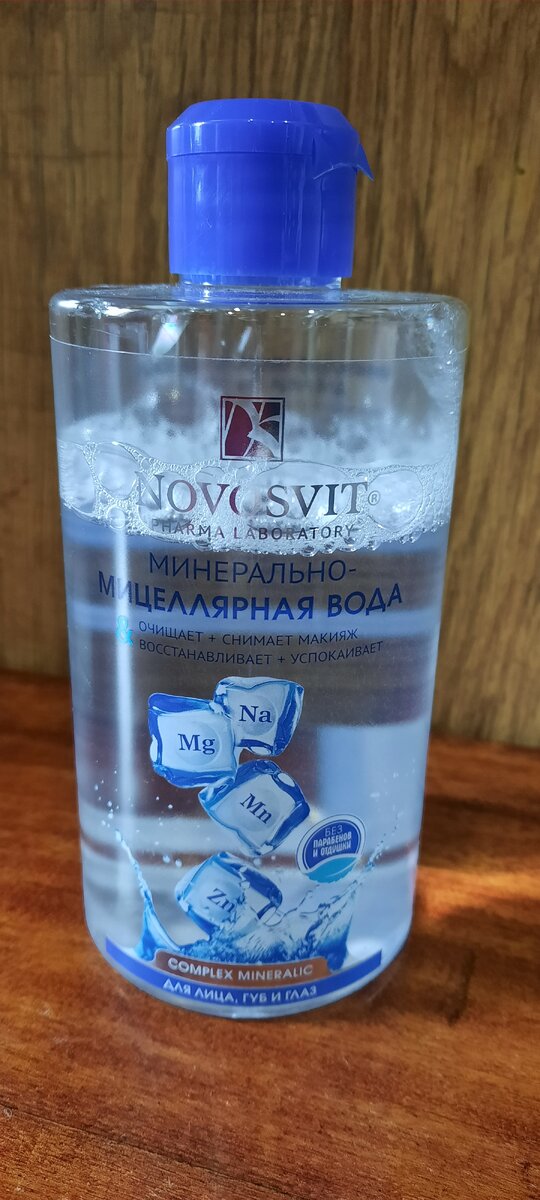 NOVOSVIT®
PHARMA LABORATORY
МИНЕРАЛЬНО-
МИЦЕЛЛЯРНАЯ ВОДА
& ОЧИЩАЕТ + СНИМАЕТ МАКИЯЖ
ВОССТАНАВЛИВАЕТ + УСПОКАИВАЕТ
Na
Mg
Mn
БЕЗ
ПАРАБЕНОВ
И ОТДУШКИ
Zn
COMPLEX MINERALIC
ДЛЯ ЛИЦА, ГУБ И ГЛАЗ